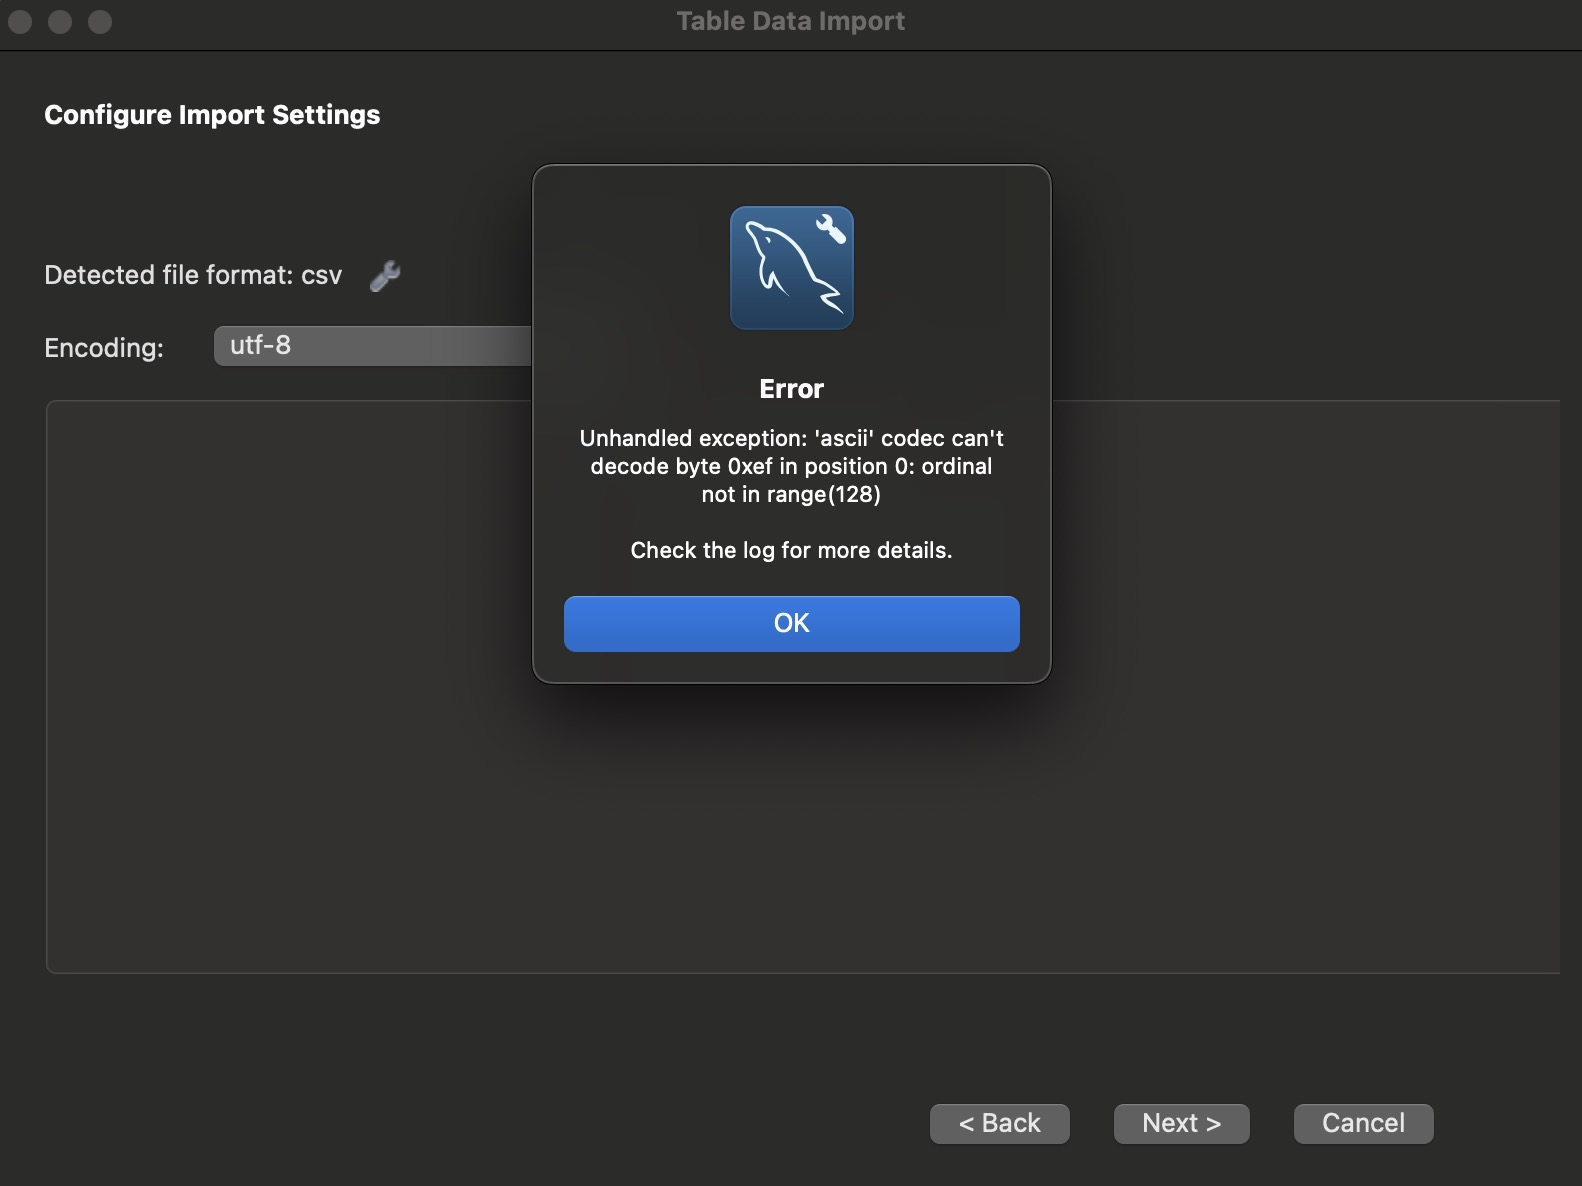 Table Data Import
Configure Import Settings
Detected file format: csv
Encoding:
utf-8
Error
Unhandled exception: 'ascii' codec can't
decode byte 0xef in position 0: ordinal
not in range(128)
Check the log for more details.
OK
< Back
Next >
Cancel